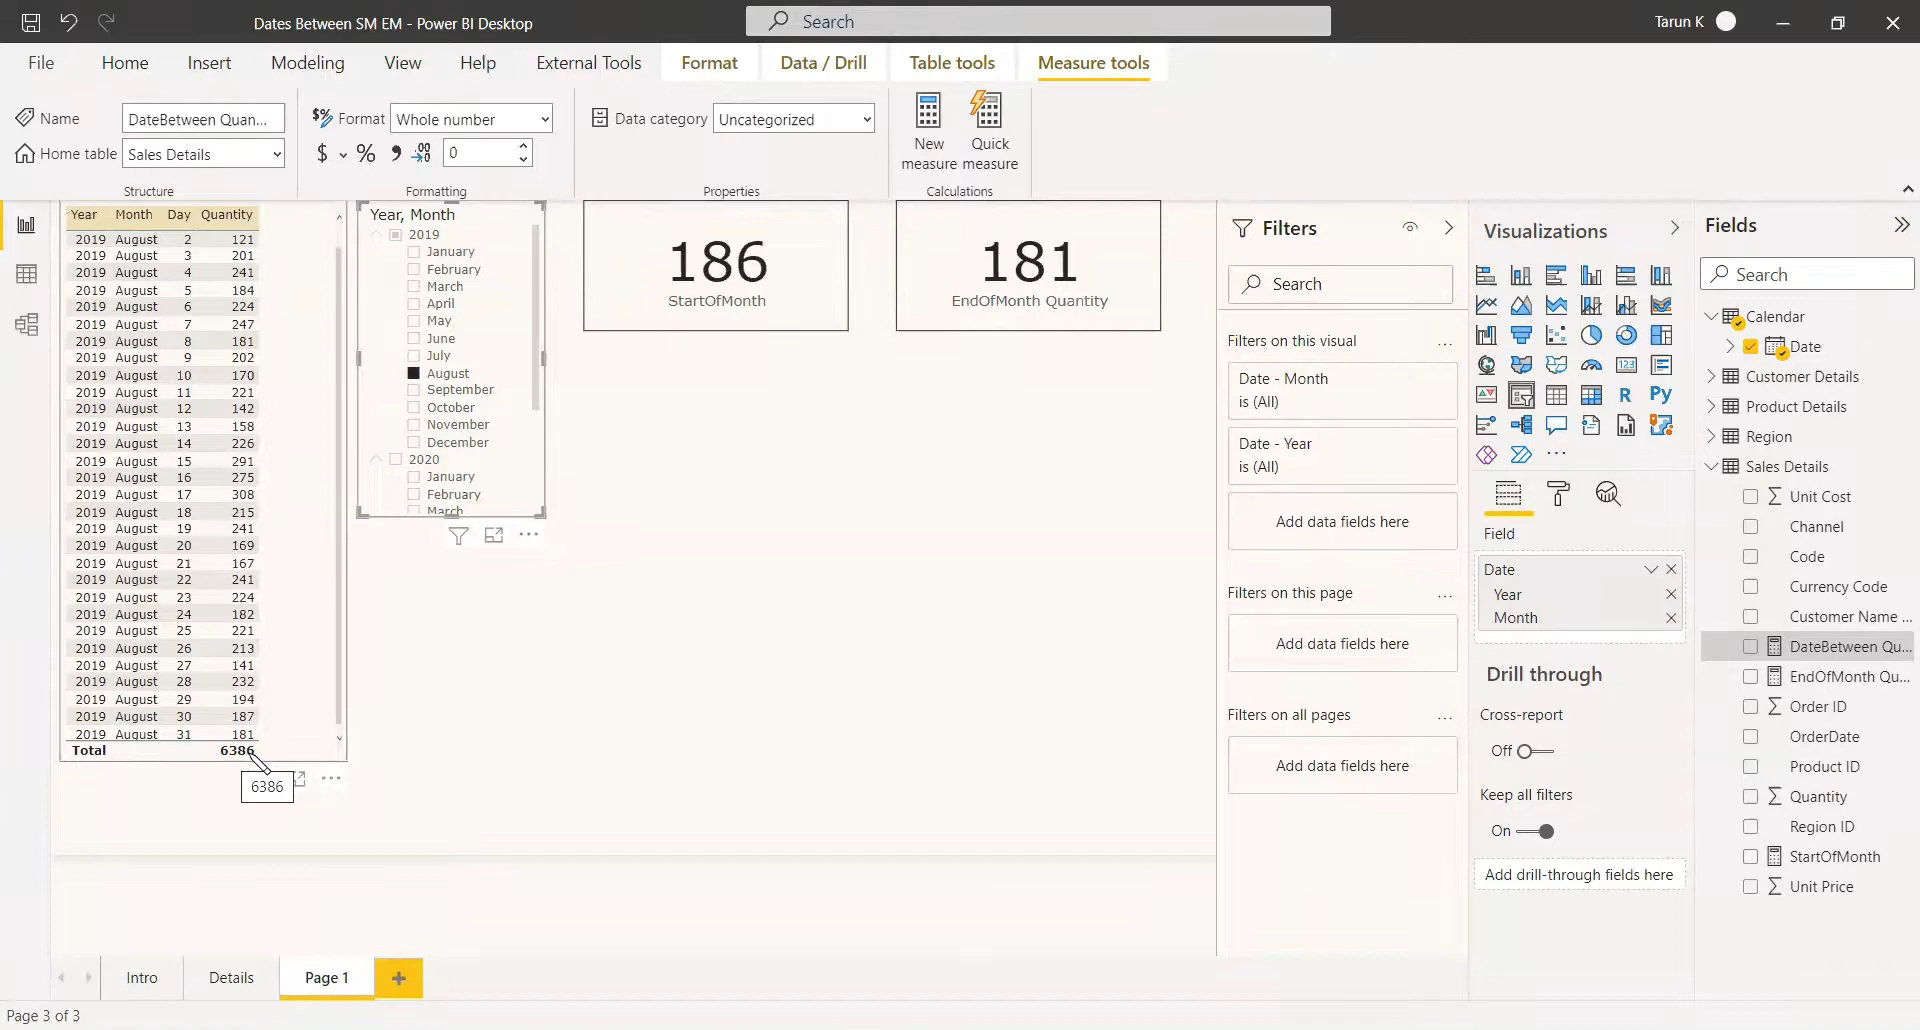 Dates Between SM EM - Power BI Desktop
Search
Tarun K
File Home Insert Modeling View Help External Tools Format Data / Drill Table tools Measure tools
Name DateBetween Quan...
Home table Sales Details
Structure
$% Format Whole number
$ % , .00 0
Formatting
Data category Uncategorized
Properties
New measure
Quick measure
Calculations
Year Month Day Quantity
2019 August 2 121
2019 August 3 201
2019 August 4 241
2019 August 5 184
2019 August 6 224
2019 August 7 247
2019 August 8 181
2019 August 9 202
2019 August 10 170
2019 August 11 221
2019 August 12 142
2019 August 13 158
2019 August 14 226
2019 August 15 291
2019 August 16 275
2019 August 17 308
2019 August 18 215
2019 August 19 241
2019 August 20 169
2019 August 21 167
2019 August 22 241
2019 August 23 224
2019 August 24 182
2019 August 25 221
2019 August 26 213
2019 August 27 141
2019 August 28 232
2019 August 29 194
2019 August 30 187
2019 August 31 181
Total 6386
6386
Year, Month
2019
January
February
March
April
May
June
July
August
September
October
November
December
2020
January
February
March
186
StartOfMonth
181
EndOfMonth Quantity
Filters
Search
Filters on this visual ...
Date - Month
is (All)
Date - Year
is (All)
Add data fields here
Filters on this page ...
Add data fields here
Filters on all pages ...
Add data fields here
Visualizations
123
R Py
...
Field
Date
Year
Month
Drill through
Cross-report
Off
Keep all filters
On
Add drill-through fields here
Fields
Search
Calendar
Date
Customer Details
Product Details
Region
Sales Details
Σ Unit Cost
Channel
Code
Currency Code
Customer Name ...
DateBetween Qu...
EndOfMonth Qu...
Σ Order ID
OrderDate
Product ID
Σ Quantity
Region ID
StartOfMonth
Σ Unit Price
Intro Details Page 1 +
Page 3 of 3